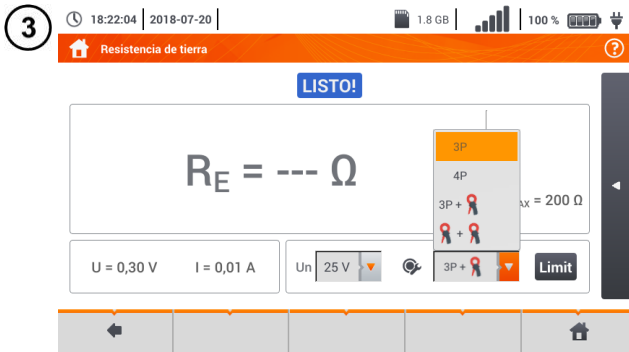 3
18:22:04 2018-07-20 1.8 GB 100 %
Resistencia de tierra ?
LISTO!
RE = --- Ω
3P
4P
3P +
+
= 200 Ω
U = 0,30 V I = 0,01 A Un 25 V 3P + Limit